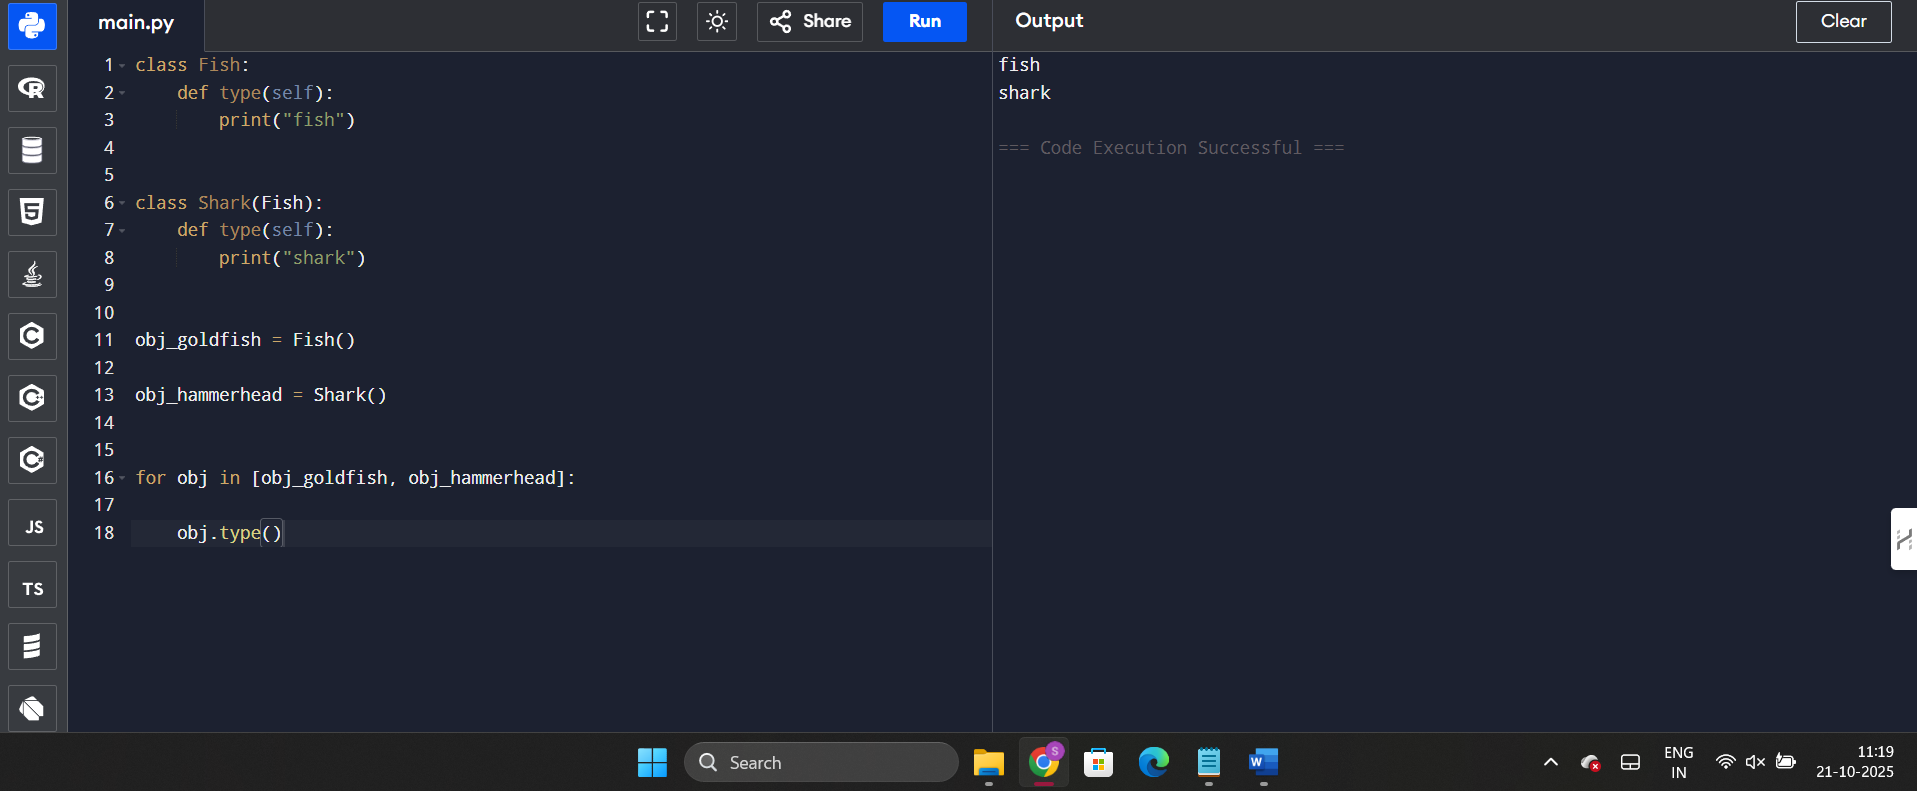 main.py
Share
Run
Output
Clear
1 class Fish:
2     def type(self):
3         print("fish")
4
5
6 class Shark(Fish):
7     def type(self):
8         print("shark")
9
10
11 obj_goldfish = Fish()
12
13 obj_hammerhead = Shark()
14
15
16 for obj in [obj_goldfish, obj_hammerhead]:
17
18     obj.type()
fish
shark
=== Code Execution Successful ===
JS
TS
Search
S
W
ENG
IN
11:19
21-10-2025